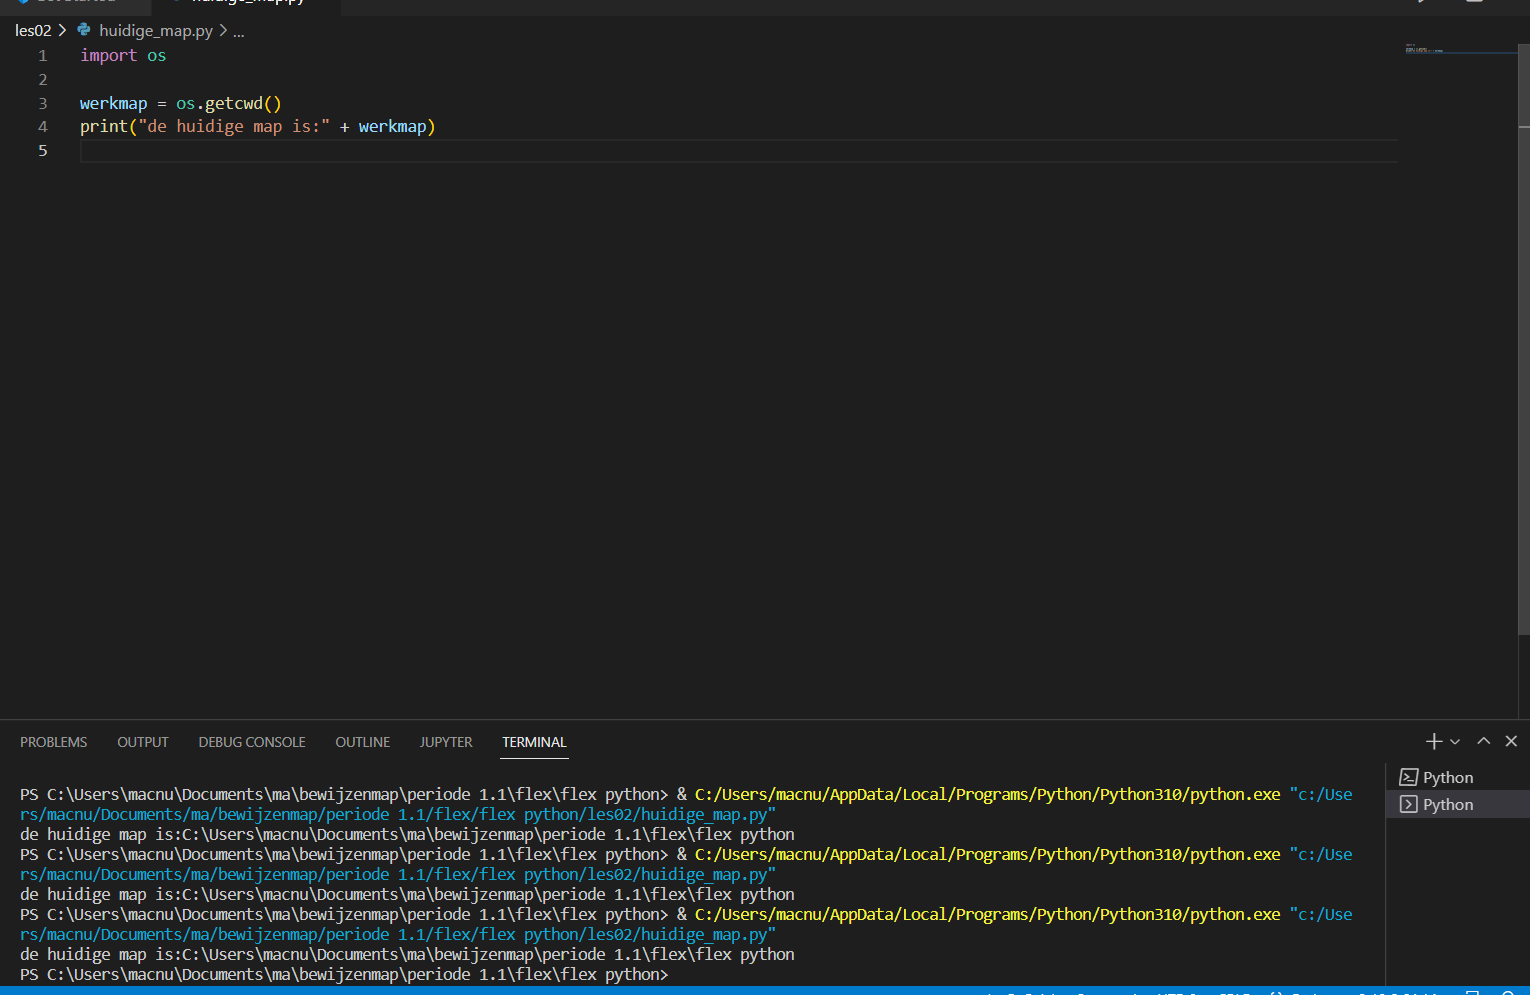 huidige_map.py
les02 > huidige_map.py > ...
1 import os
2
3 werkmap = os.getcwd()
4 print("de huidige map is:" + werkmap)
5
PROBLEMS OUTPUT DEBUG CONSOLE OUTLINE JUPYTER TERMINAL
Python
Python
PS C:\Users\macnu\Documents\ma\bewijzenmap\periode 1.1\flex\flex python> & C:/Users/macnu/AppData/Local/Programs/Python/Python310/python.exe "c:/Use
rs/macnu/Documents/ma/bewijzenmap/periode 1.1/flex/flex python/les02/huidige_map.py"
de huidige map is:C:\Users\macnu\Documents\ma\bewijzenmap\periode 1.1\flex\flex python
PS C:\Users\macnu\Documents\ma\bewijzenmap\periode 1.1\flex\flex python> & C:/Users/macnu/AppData/Local/Programs/Python/Python310/python.exe "c:/Use
rs/macnu/Documents/ma/bewijzenmap/periode 1.1/flex/flex python/les02/huidige_map.py"
de huidige map is:C:\Users\macnu\Documents\ma\bewijzenmap\periode 1.1\flex\flex python
PS C:\Users\macnu\Documents\ma\bewijzenmap\periode 1.1\flex\flex python> & C:/Users/macnu/AppData/Local/Programs/Python/Python310/python.exe "c:/Use
rs/macnu/Documents/ma/bewijzenmap/periode 1.1/flex/flex python/les02/huidige_map.py"
de huidige map is:C:\Users\macnu\Documents\ma\bewijzenmap\periode 1.1\flex\flex python
PS C:\Users\macnu\Documents\ma\bewijzenmap\periode 1.1\flex\flex python>